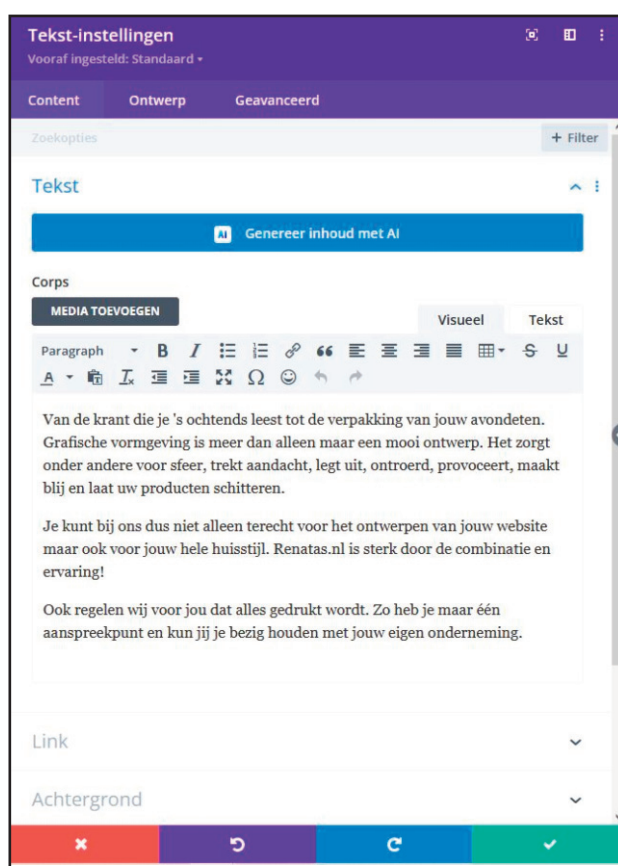 Tekst-instellingen
Vooraf ingesteld: Standaard
Content Ontwerp Geavanceerd
Zoekopties + Filter
Tekst
AI Genereer inhoud met AI
Corps
MEDIA TOEVOEGEN
Visueel Tekst
Paragraph B I U
A
Van de krant die je 's ochtends leest tot de verpakking van jouw avondeten.
Grafische vormgeving is meer dan alleen maar een mooi ontwerp. Het zorgt
onder andere voor sfeer, trekt aandacht, legt uit, ontroerd, provoceert, maakt
blij en laat uw producten schitteren.
Je kunt bij ons dus niet alleen terecht voor het ontwerpen van jouw website
maar ook voor jouw hele huisstijl. Renatas.nl is sterk door de combinatie en
ervaring!
Ook regelen wij voor jou dat alles gedrukt wordt. Zo heb je maar één
aanspreekpunt en kun jij je bezig houden met jouw eigen onderneming.
Link
Achtergrond